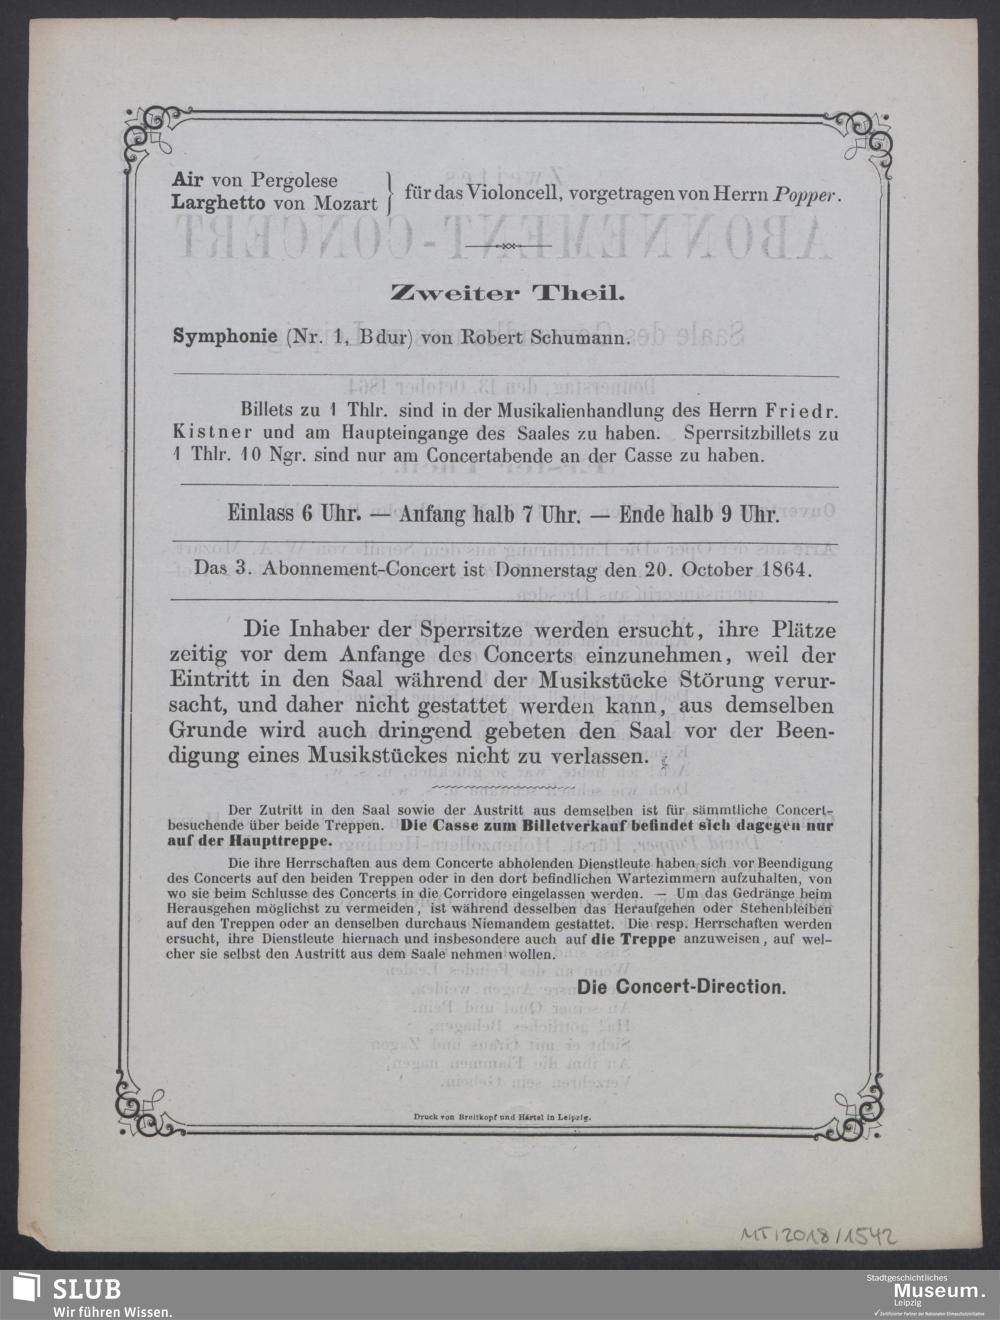 Air von Pergolese
Larghetto von Mozart } für das Violoncell, vorgetragen von Herrn Popper.
Zweiter Theil.
Symphonie (Nr. 1, Bdur) von Robert Schumann.
Billets zu 1 Thlr. sind in der Musikalienhandlung des Herrn Friedr.
Kistner und am Haupteingange des Saales zu haben. Sperrsitzbillets zu
1 Thlr. 10 Ngr. sind nur am Concertabende an der Casse zu haben.
Einlass 6 Uhr. — Anfang halb 7 Uhr. — Ende halb 9 Uhr.
Das 3. Abonnement-Concert ist Donnerstag den 20. October 1864.
Die Inhaber der Sperrsitze werden ersucht, ihre Plätze
zeitig vor dem Anfange des Concerts einzunehmen, weil der
Eintritt in den Saal während der Musikstücke Störung verur-
sacht, und daher nicht gestattet werden kann, aus demselben
Grunde wird auch dringend gebeten den Saal vor der Been-
digung eines Musikstückes nicht zu verlassen.
Der Zutritt in den Saal sowie der Austritt aus demselben ist für sämmtliche Concert-
besuchende über beide Treppen. Die Casse zum Billetverkauf befindet sich dagegen nur
auf der Haupttreppe.
Die ihre Herrschaften aus dem Concerte abholenden Dienstleute haben sich vor Beendigung
des Concerts auf den beiden Treppen oder in den dort befindlichen Wartezimmern aufzuhalten, von
wo sie beim Schlusse des Concerts in die Corridore eingelassen werden. — Um das Gedränge beim
Herausgehen möglichst zu vermeiden, ist während desselben das Heraufgehen oder Stehenbleiben
auf den Treppen oder an denselben durchaus Niemandem gestattet. Die resp. Herrschaften werden
ersucht, ihre Dienstleute hiernach und insbesondere auch auf die Treppe anzuweisen, auf wel-
cher sie selbst den Austritt aus dem Saale nehmen wollen.
Die Concert-Direction.
Druck von Breitkopf und Härtel in Leipzig.
MT/2018/1542
SLUB
Wir führen Wissen.
Stadtgeschichtliches
Museum.
Leipzig
Zertifizierter Partner der Nationalen Klimaschutzinitiative